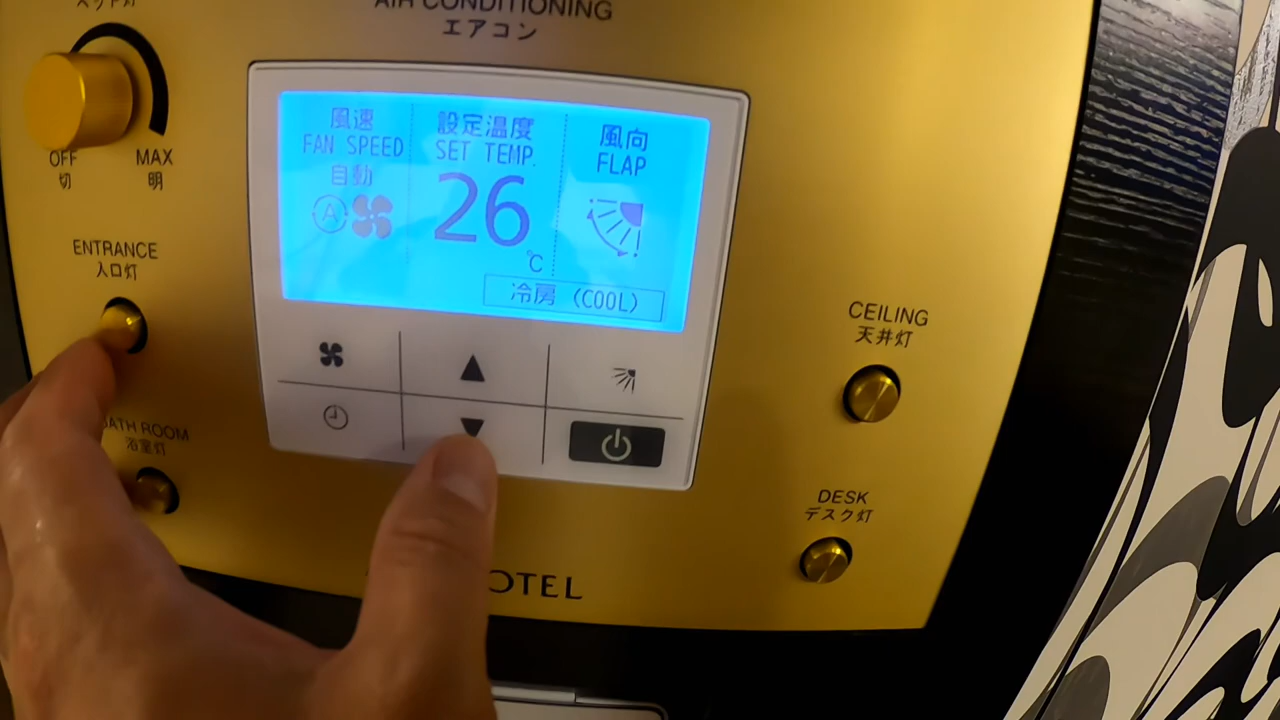 AIR CONDITIONING
エアコン
OFF
切
MAX
明
ENTRANCE
入口灯
BATH ROOM
浴室灯
風速
FAN SPEED
自動
A
設定温度
SET TEMP.
26
℃
風向
FLAP
冷房 (COOL)
CEILING
天井灯
DESK
デスク灯
OTEL